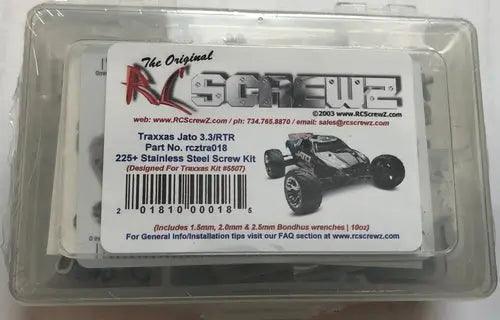 The Original
RC SCREWZ
©2003 www.RCScrewZ.com
web: www.RCScrewZ.com / ph: 734.765.8870 / email: sales@rcscrewz.com
Traxxas Jato 3.3/RTR
Part No. rcztra018
225+ Stainless Steel Screw Kit
(Designed For Traxxas Kit #5507)
2 01810 00018 5
(Includes 1.5mm, 2.0mm & 2.5mm Bondhus wrenches | 10oz)
For General Info/Installation tips visit our FAQ section at www.rcscrewz.com